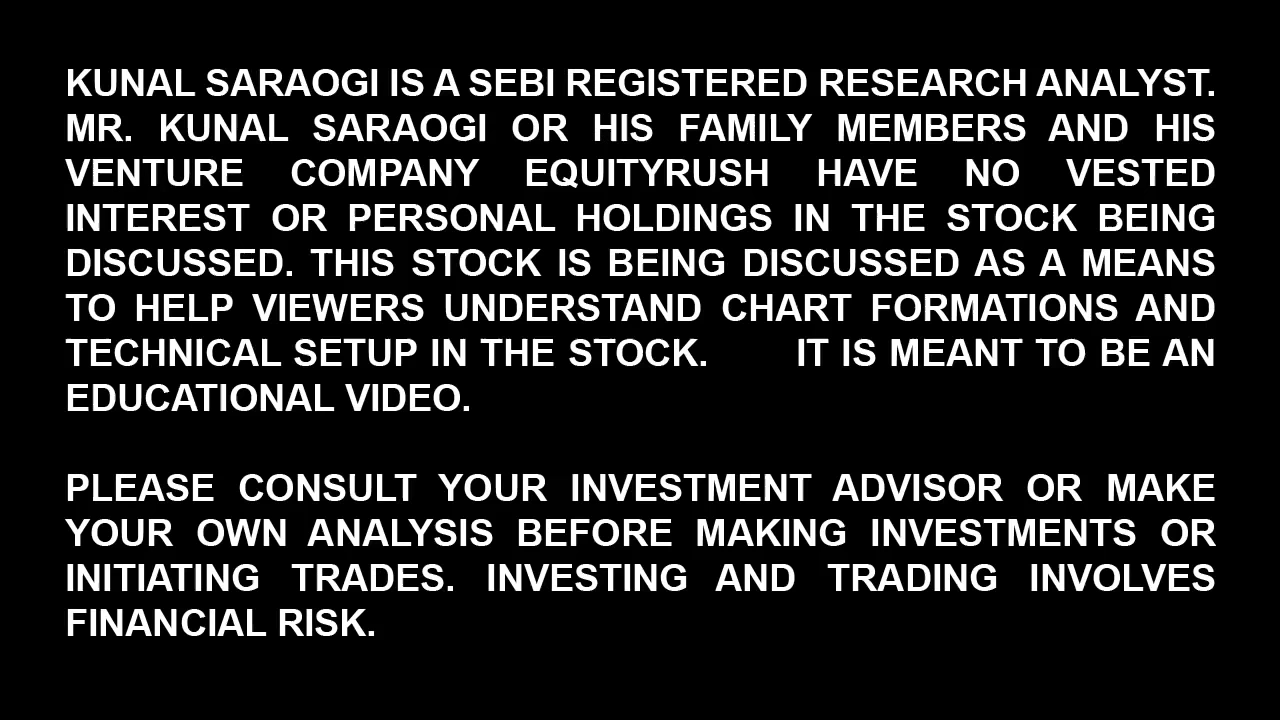 KUNAL SARAOGI IS A SEBI REGISTERED RESEARCH ANALYST.
MR. KUNAL SARAOGI OR HIS FAMILY MEMBERS AND HIS
VENTURE COMPANY EQUITYRUSH HAVE NO VESTED
INTEREST OR PERSONAL HOLDINGS IN THE STOCK BEING
DISCUSSED. THIS STOCK IS BEING DISCUSSED AS A MEANS
TO HELP VIEWERS UNDERSTAND CHART FORMATIONS AND
TECHNICAL SETUP IN THE STOCK. IT IS MEANT TO BE AN
EDUCATIONAL VIDEO.
PLEASE CONSULT YOUR INVESTMENT ADVISOR OR MAKE
YOUR OWN ANALYSIS BEFORE MAKING INVESTMENTS OR
INITIATING TRADES. INVESTING AND TRADING INVOLVES
FINANCIAL RISK.